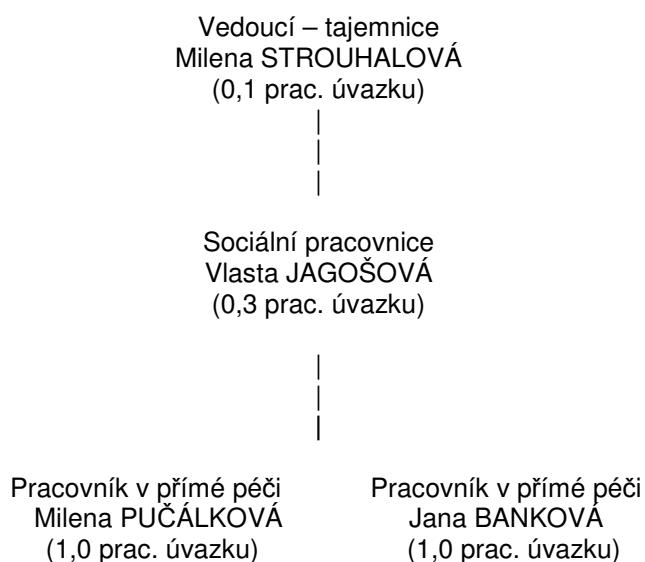 Vedoucí – tajemnice
Milena STROUHALOVÁ
(0,1 prac. úvazku)
|
|
|
Sociální pracovnice
Vlasta JAGOŠOVÁ
(0,3 prac. úvazku)
|
|
|
Pracovník v přímé péči Pracovník v přímé péči
Milena PUČÁLKOVÁ Jana BANKOVÁ
(1,0 prac. úvazku) (1,0 prac. úvazku)